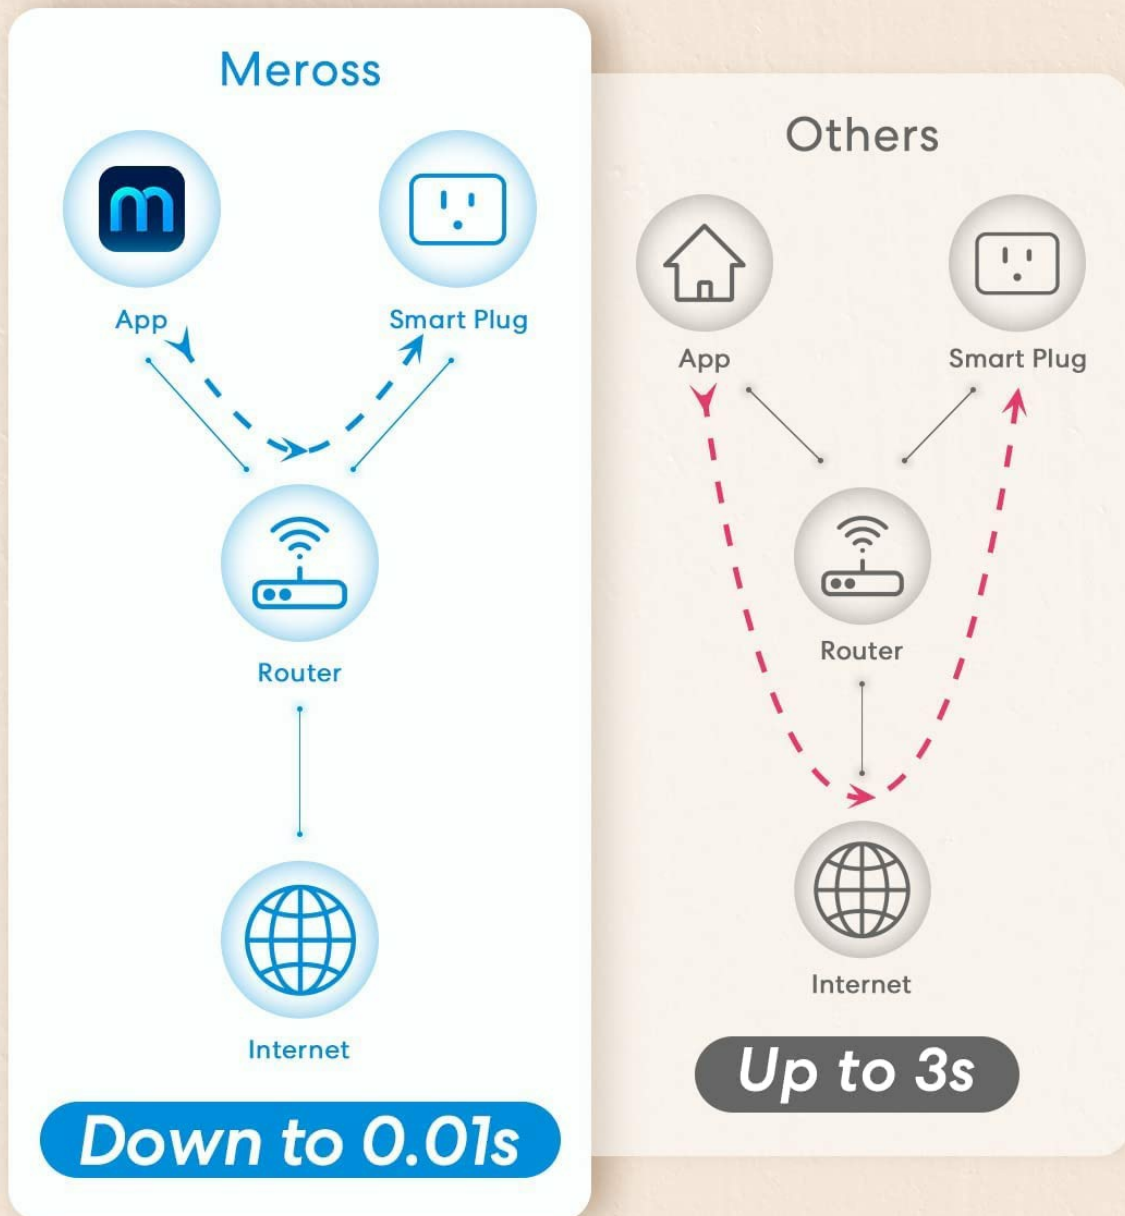 Meross
App
Smart Plug
Router
Internet
Down to 0.01s
Others
App
Smart Plug
Router
Internet
Up to 3s